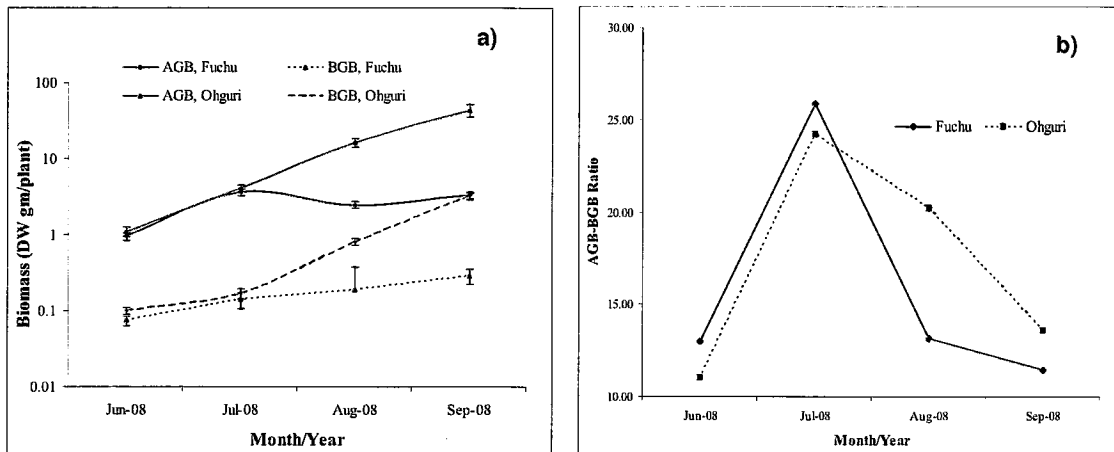 a)
AGB, Fuchu
BGB, Fuchu
AGB, Ohguri
BGB, Ohguri
100
10
1
0.1
0.01
Biomass (DW gm/plant)
Jun-08
Jul-08
Aug-08
Sep-08
Month/Year
b)
30.00
25.00
20.00
15.00
10.00
AGB-BGB Ratio
Fuchu
Ohguri
Jun-08
Jul-08
Aug-08
Sep-08
Month/Year